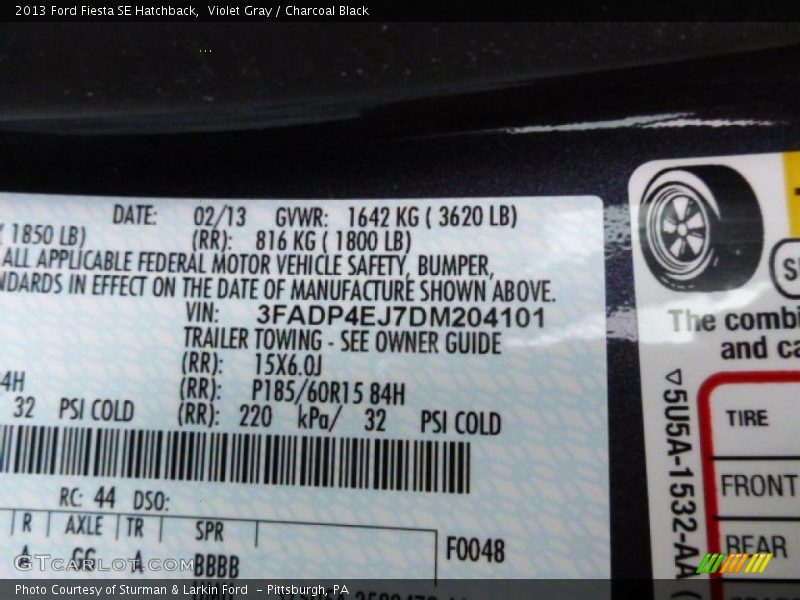 2013 Ford Fiesta SE Hatchback,  Violet Gray / Charcoal Black
DATE: 02/13 GVWR: 1642 KG ( 3620 LB)
( 1850 LB) (RR): 816 KG ( 1800 LB)
ALL APPLICABLE FEDERAL MOTOR VEHICLE SAFETY, BUMPER,
NDARDS IN EFFECT ON THE DATE OF MANUFACTURE SHOWN ABOVE.
VIN: 3FADP4EJ7DM204101
TRAILER TOWING - SEE OWNER GUIDE
(RR): 15X6.0J
4H (RR): P185/60R15 84H
32 PSI COLD (RR): 220 kPa/ 32 PSI COLD
RC: 44 DSO:
R AXLE TR SPR
A GG A BBBB
F0048
The combi
and ca
5U5A-1532-AA
TIRE
FRONT
REAR
GTCarLot.com
Photo Courtesy of Sturman & Larkin Ford  - Pittsburgh, PA